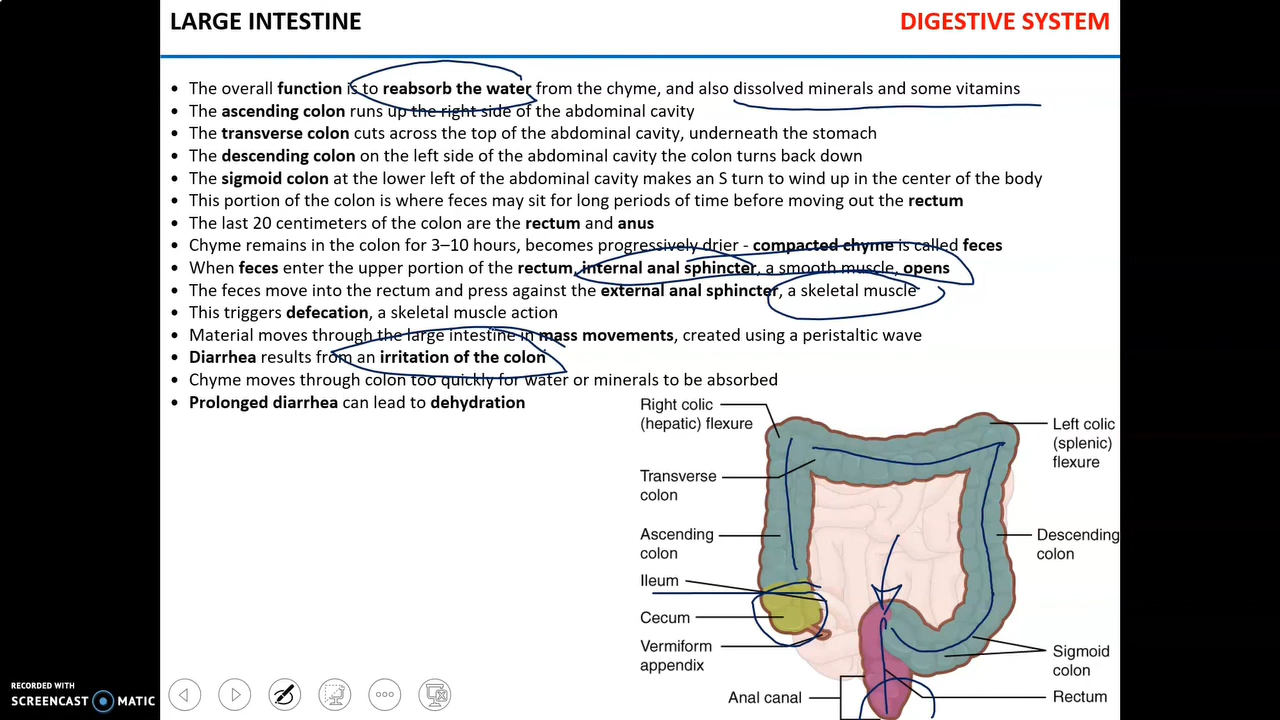 LARGE INTESTINE
DIGESTIVE SYSTEM
• The overall function is to reabsorb the water from the chyme, and also dissolved minerals and some vitamins
• The ascending colon runs up the right side of the abdominal cavity
• The transverse colon cuts across the top of the abdominal cavity, underneath the stomach
• The descending colon on the left side of the abdominal cavity the colon turns back down
• The sigmoid colon at the lower left of the abdominal cavity makes an S turn to wind up in the center of the body
• This portion of the colon is where feces may sit for long periods of time before moving out the rectum
• The last 20 centimeters of the colon are the rectum and anus
• Chyme remains in the colon for 3–10 hours, becomes progressively drier - compacted chyme is called feces
• When feces enter the upper portion of the rectum, internal anal sphincter, a smooth muscle, opens
• The feces move into the rectum and press against the external anal sphincter, a skeletal muscle
• This triggers defecation, a skeletal muscle action
• Material moves through the large intestine in mass movements, created using a peristaltic wave
• Diarrhea results from an irritation of the colon
• Chyme moves through colon too quickly for water or minerals to be absorbed
• Prolonged diarrhea can lead to dehydration
Right colic
(hepatic) flexure
Transverse
colon
Ascending
colon
Ileum
Cecum
Vermiform
appendix
Anal canal
Left colic
(splenic)
flexure
Descending
colon
Sigmoid
colon
Rectum
RECORDED WITH
SCREENCAST MATIC